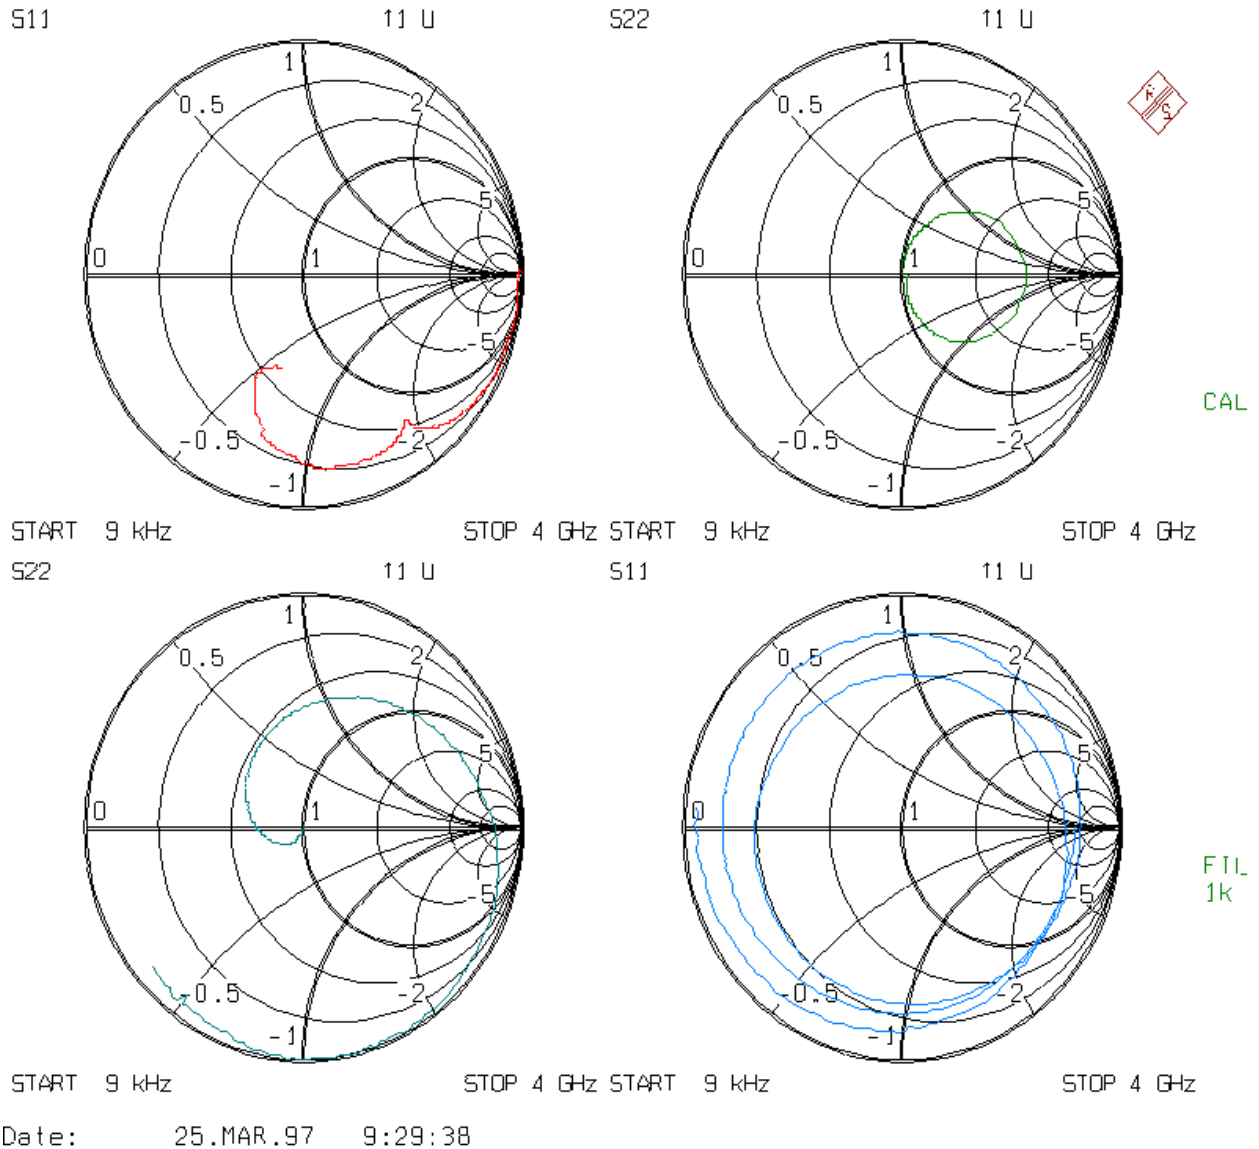 S11 ↑1 U S22 ↑1 U
1 1
0.5 2 0.5 2
5 5
0 1 0 1
-5 -5
CAL
-0.5 -2 -0.5 -2
-1 -1
START 9 kHz STOP 4 GHz START 9 kHz STOP 4 GHz
S22 ↑1 U S11 ↑1 U
1 1
0.5 2 0.5 2
5 5
0 1 0 1
FIL
-5 -5
1k
-0.5 -2 -0.5 -2
-1 -1
START 9 kHz STOP 4 GHz START 9 kHz STOP 4 GHz
Date: 25.MAR.97 9:29:38